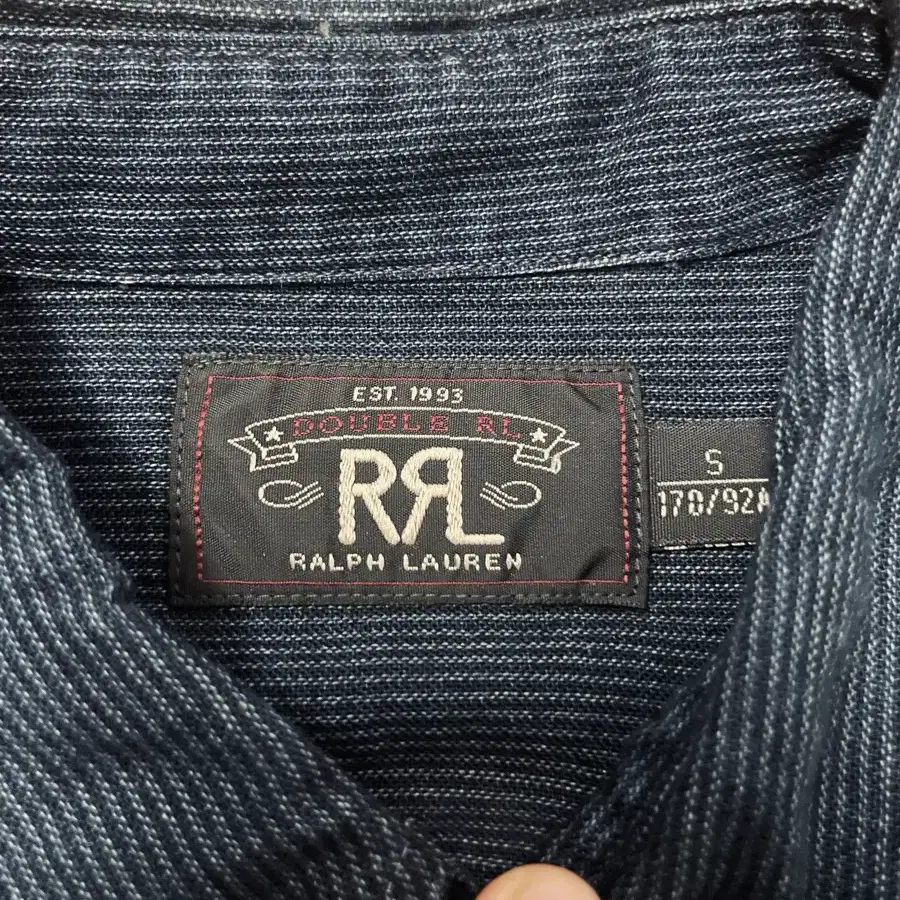 EST. 1993
DOUBLE RL
RRL
RALPH LAUREN
S
170/92A